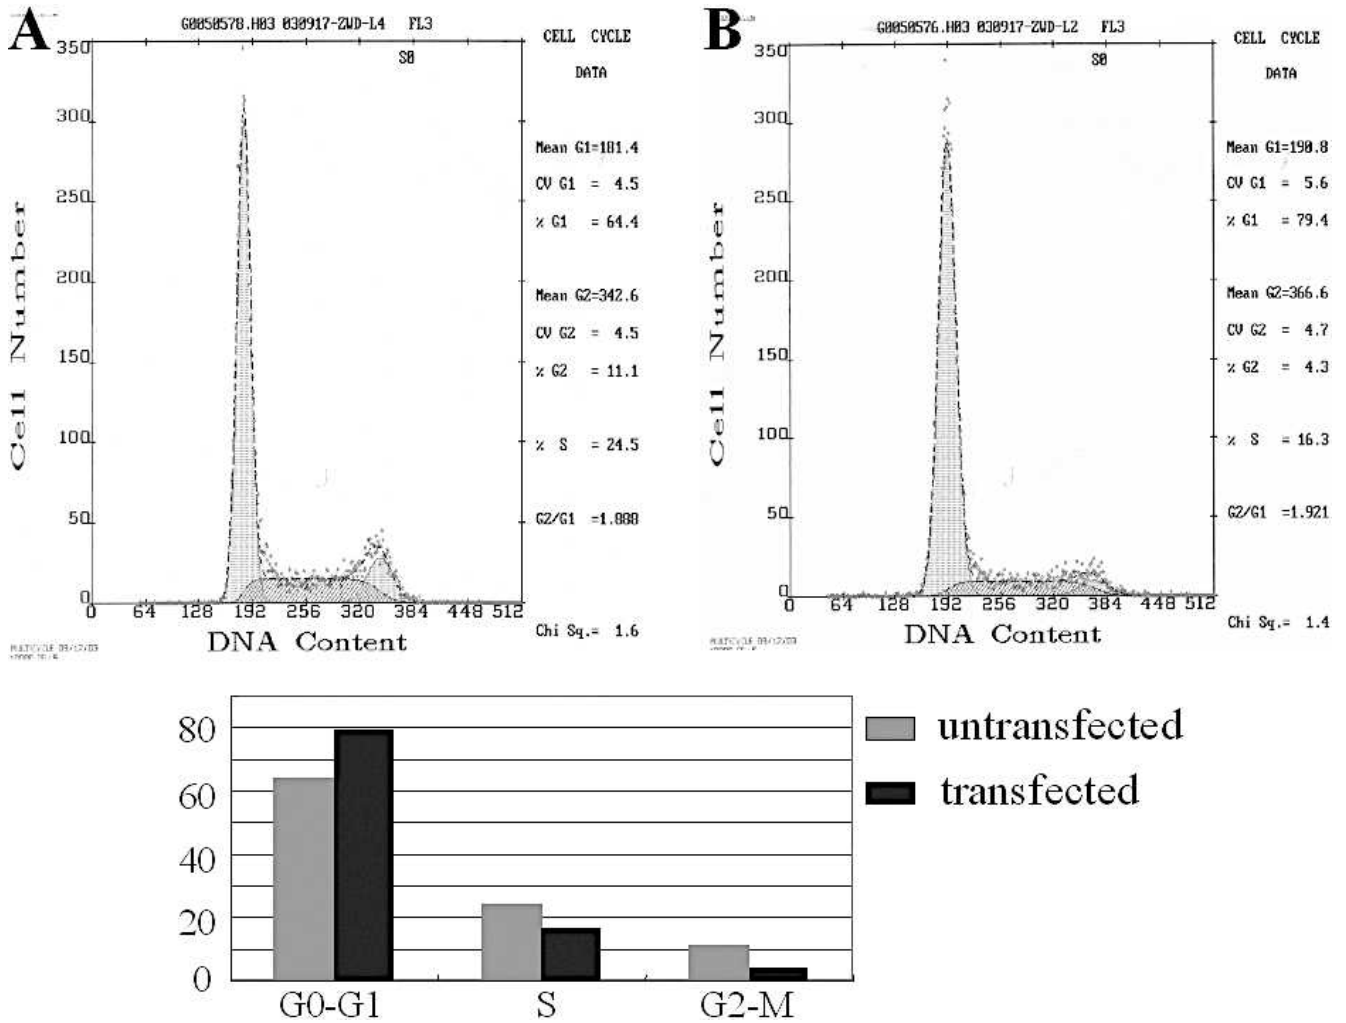 A
G0050578.H03 030917-ZWD-L4 FL3
S0
350
300
250
200
150
100
50
0
Cell Number
0 64 128 192 256 320 384 448 512
DNA Content
CELL CYCLE
DATA
Mean G1=181.4
CV G1 = 4.5
% G1 = 64.4
Mean G2=342.6
CV G2 = 4.5
% G2 = 11.1
% S = 24.5
G2/G1 =1.888
Chi Sq.= 1.6
B
G0050576.H03 030917-ZWD-L2 FL3
S0
350
300
250
200
150
100
50
0
Cell Number
0 64 128 192 256 320 384 448 512
DNA Content
CELL CYCLE
DATA
Mean G1=190.8
CV G1 = 5.6
% G1 = 79.4
Mean G2=366.6
CV G2 = 4.7
% G2 = 4.3
% S = 16.3
G2/G1 =1.921
Chi Sq.= 1.4
80
60
40
20
0
G0-G1 S G2-M
untransfected
transfected